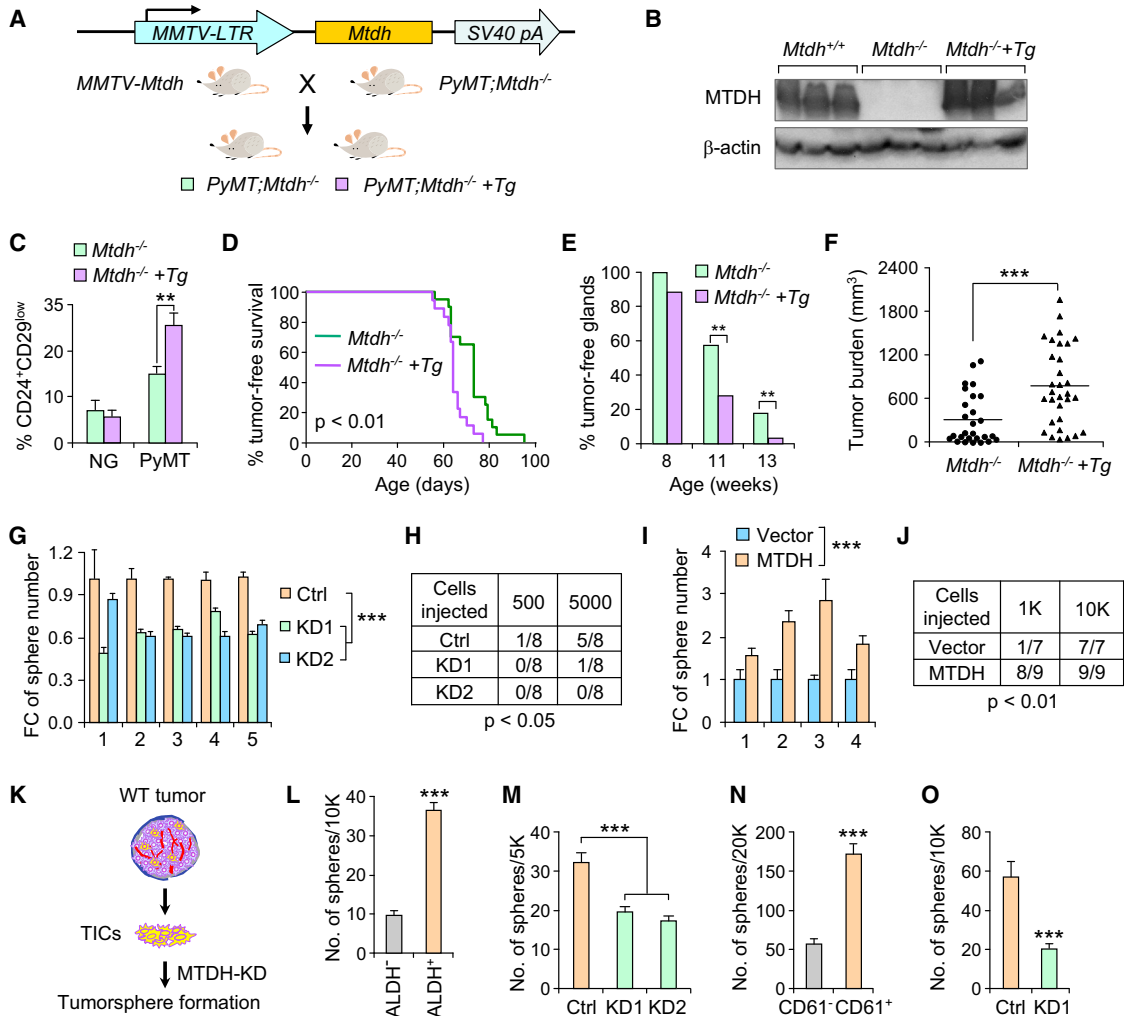 A
MMTV-LTR
Mtdh
SV40 pA
MMTV-Mtdh
X
PyMT;Mtdh-/-
PyMT;Mtdh-/-
PyMT;Mtdh-/- +Tg
B
Mtdh+/+
Mtdh-/-
Mtdh-/-+Tg
MTDH
β-actin
C
Mtdh-/-
Mtdh-/- +Tg
% CD24+CD29low
35
20
10
0
**
NG
PyMT
D
% tumor-free survival
100
80
60
40
20
0
Mtdh-/-
Mtdh-/- +Tg
p < 0.01
0
20
40
60
80
100
Age (days)
E
% tumor-free glands
100
80
60
40
20
0
Mtdh-/-
Mtdh-/- +Tg
**
**
8
11
13
Age (weeks)
F
Tumor burden (mm3)
2400
1800
1200
600
0
***
Mtdh-/-
Mtdh-/- +Tg
G
FC of sphere number
1.2
0.9
0.6
0.3
0.0
1
2
3
4
5
Ctrl
KD1
KD2
***
H
Cells injected 500 5000
Ctrl 1/8 5/8
KD1 0/8 1/8
KD2 0/8 0/8
p < 0.05
I
Vector
MTDH
***
FC of sphere number
4
3
2
1
0
1
2
3
4
J
Cells injected 1K 10K
Vector 1/7 7/7
MTDH 8/9 9/9
p < 0.01
K
WT tumor
TICs
MTDH-KD
Tumorsphere formation
L
No. of spheres/10K
40
30
20
10
0
***
ALDH-
ALDH+
M
No. of spheres/5K
40
30
20
10
0
***
Ctrl
KD1
KD2
N
No. of spheres/20K
200
150
100
50
0
***
CD61-
CD61+
O
No. of spheres/10K
80
60
40
20
0
***
Ctrl
KD1